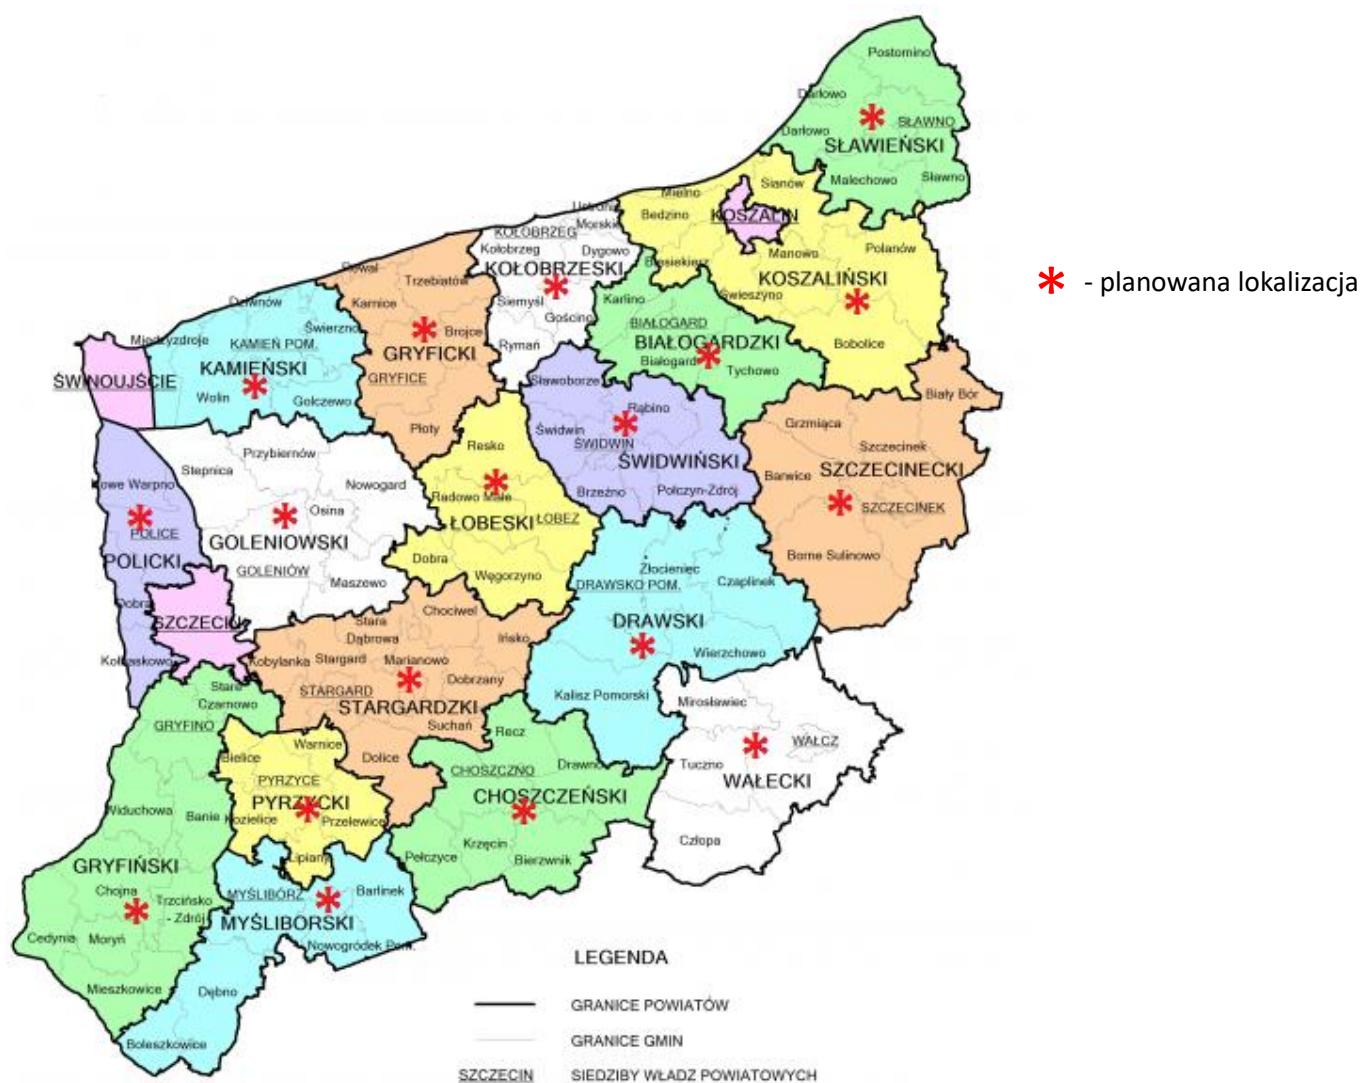 Postomino
Darłowo
SŁAWNO
Darłowo
SŁAWIEŃSKI
Malechowo
Sławno
Sianów
Mielno
KOSZALIN
Będzino
Manowo
Polanów
Biesiekierz
KOSZALIŃSKI
Świeszyno
Bobolice
Ustronie
Morskie
KOŁOBRZEG
Kołobrzeg
Dygowo
KOŁOBRZESKI
Siemyśl
Gościno
Rymań
* - planowana lokalizacja
Karlino
BIAŁOGARD
BIAŁOGARDZKI
Białogard
Tychowo
Rewal
Trzebiatów
Karnice
Brojce
GRYFICKI
GRYFICE
Płoty
Dziwnów
Świerzno
Międzyzdroje
KAMIEŃ POM.
KAMIEŃSKI
Wolin
Golczewo
ŚWINOUJŚCIE
Sławoborze
Rąbino
Świdwin
ŚWIDWIN
ŚWIDWIŃSKI
Brzeżno
Połczyn-Zdrój
Biały Bór
Grzmiąca
Szczecinek
SZCZECINECKI
Barwice
SZCZECINEK
Borne Sulinowo
Przybiernów
Stepnica
Nowogard
Osina
GOLENIOWSKI
GOLENIÓW
Maszewo
Resko
Radowo Małe
ŁOBEZ
ŁOBESKI
Dobra
Węgorzyno
Nowe Warpno
POLICE
POLICKI
Dobra
SZCZECIN
Kołbaskowo
Złocieniec
DRAWSKO POM.
Czaplinek
DRAWSKI
Wierzchowo
Kalisz Pomorski
Chociwel
Stara
Dąbrowa
Ińsko
Kobylanka
Stargard
Marianowo
Dobrzany
STARGARD
STARGARDZKI
Suchań
Dolice
Mirosławiec
WAŁCZ
Tuczno
WAŁECKI
Człopa
Stare
Czarnowo
GRYFINO
Widuchowa
Banie
GRYFIŃSKI
Chojna
Trzcińsko
- Zdrój
Cedynia
Moryń
Mieszkowice
Warnice
Bielice
PYRZYCE
PYRZYCKI
Kozielice
Przelewice
Lipiany
Recz
CHOSZCZNO
Drawno
CHOSZCZEŃSKI
Krzęcin
Pełczyce
Bierzwnik
MYŚLIBÓRZ
Barlinek
MYŚLIBORSKI
Nowogródek Pom.
Dębno
Boleszkowice
LEGENDA
GRANICE POWIATÓW
GRANICE GMIN
SZCZECIN SIEDZIBY WŁADZ POWIATOWYCH